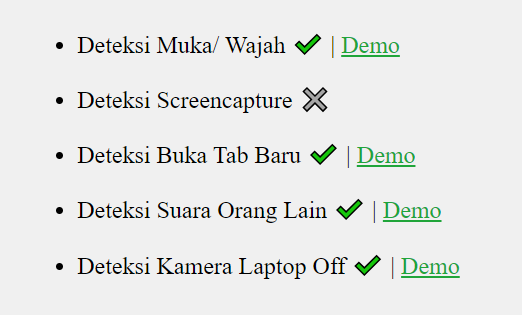 • Deteksi Muka/ Wajah ✔ | Demo
• Deteksi Screencapture ✖
• Deteksi Buka Tab Baru ✔ | Demo
• Deteksi Suara Orang Lain ✔ | Demo
• Deteksi Kamera Laptop Off ✔ | Demo